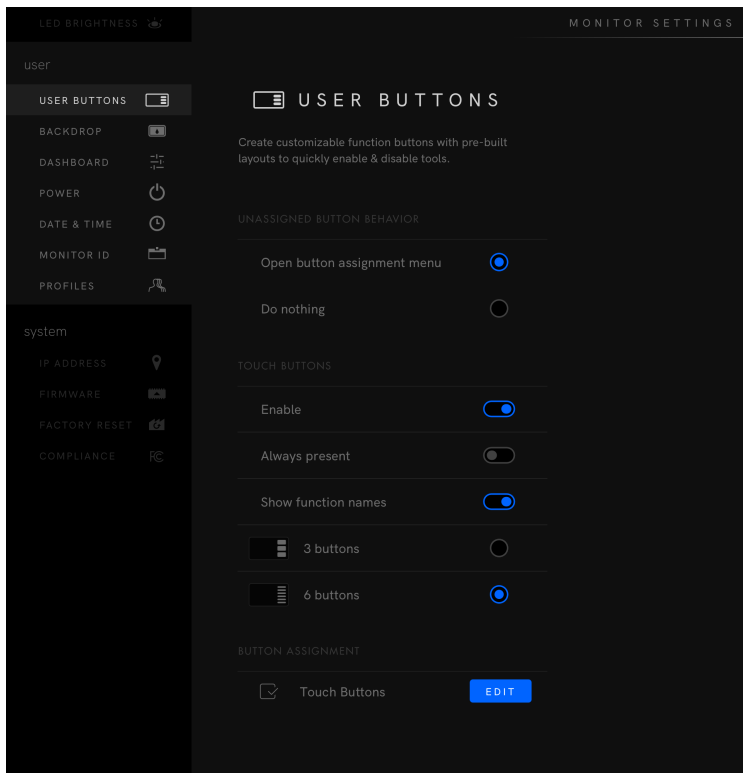 LED BRIGHTNESS
MONITOR SETTINGS
user
USER BUTTONS
BACKDROP
DASHBOARD
POWER
DATE & TIME
MONITOR ID
PROFILES
system
IP ADDRESS
FIRMWARE
FACTORY RESET
COMPLIANCE FC
USER BUTTONS
Create customizable function buttons with pre-built
layouts to quickly enable & disable tools.
UNASSIGNED BUTTON BEHAVIOR
Open button assignment menu
Do nothing
TOUCH BUTTONS
Enable
Always present
Show function names
3 buttons
6 buttons
BUTTON ASSIGNMENT
Touch Buttons EDIT